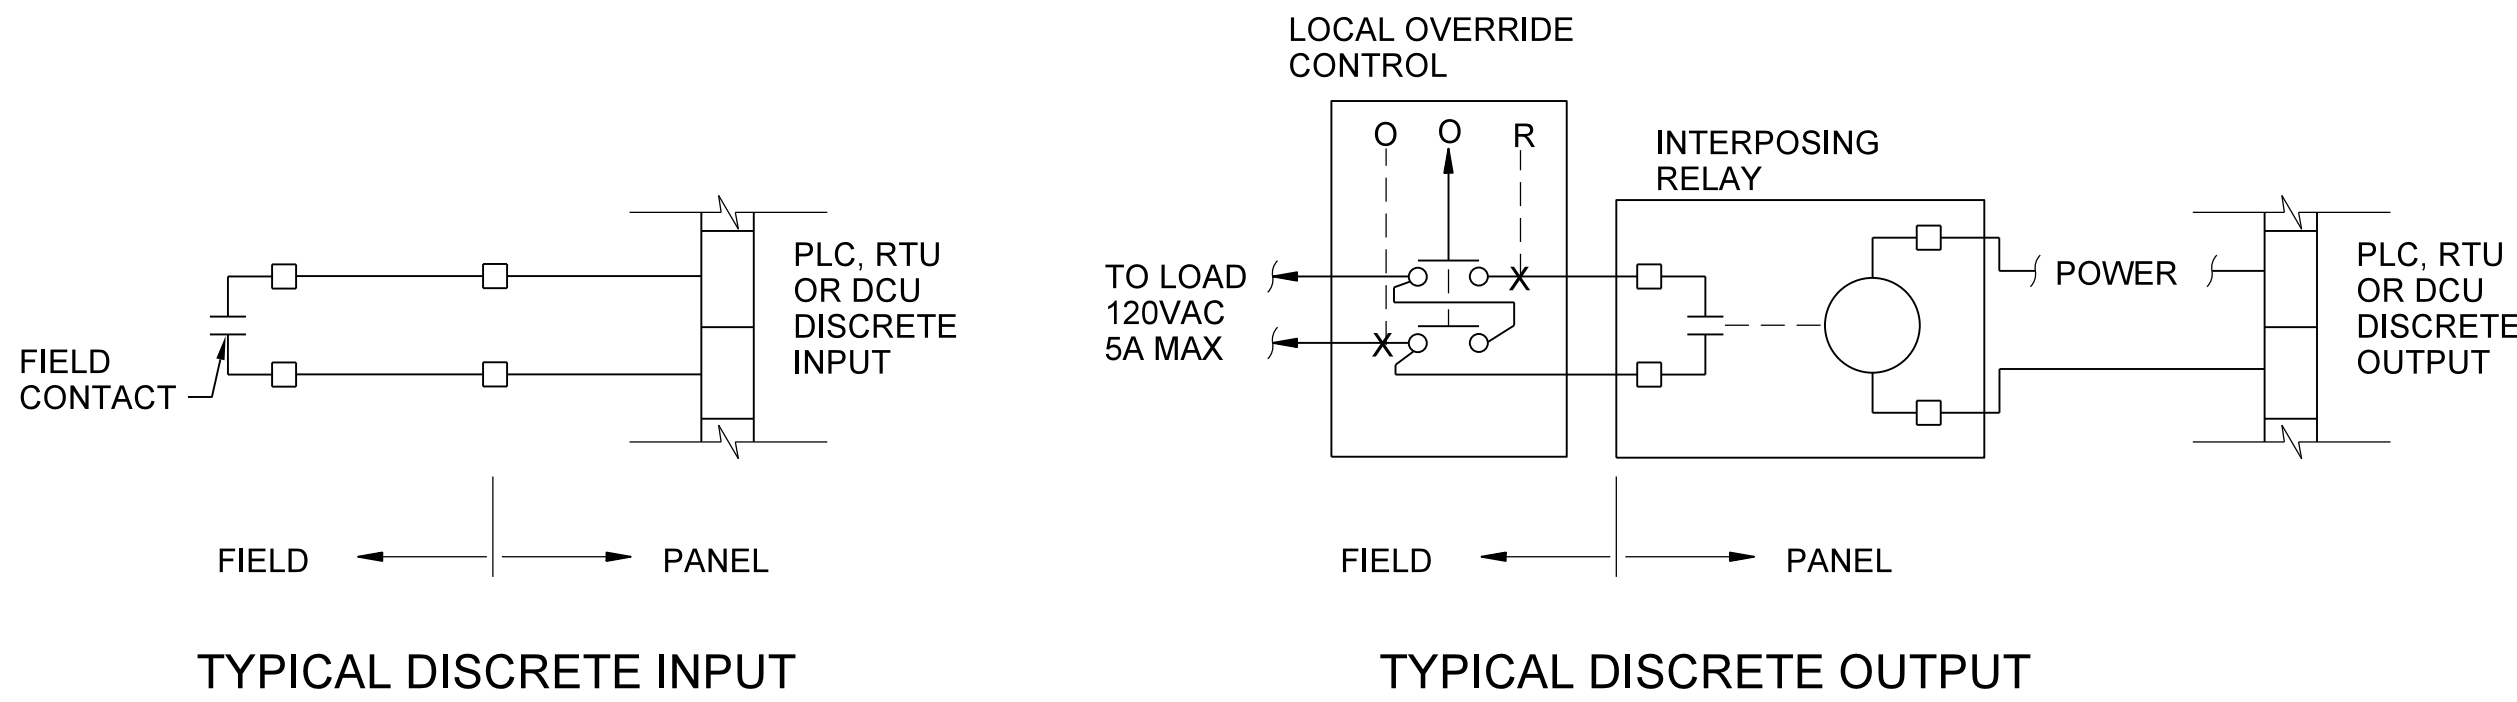 FIELD
CONTACT
PLC, RTU
OR DCU
DISCRETE
INPUT
FIELD
PANEL
TYPICAL DISCRETE INPUT
LOCAL OVERRIDE
CONTROL
O O R
X
X
TO LOAD
120VAC
5A MAX
INTERPOSING
RELAY
POWER
PLC, RTU
OR DCU
DISCRETE
OUTPUT
FIELD
PANEL
TYPICAL DISCRETE OUTPUT